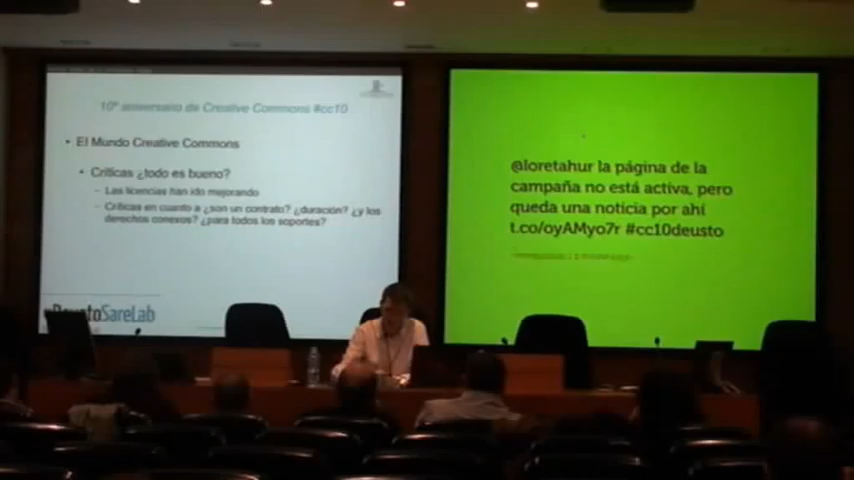 10º aniversario de Creative Commons #cc10
• El Mundo Creative Commons
• Críticas ¿todo es bueno?
– Las licencias han ido mejorando
– Críticas en cuanto a ¿son un contrato? ¿duración? ¿y los
derechos conexos? ¿para todos los soportes?
DeustoSareLab
@loretahur la página de la
campaña no está activa, pero
queda una noticia por ahí
t.co/oyAMyo7r #cc10deusto